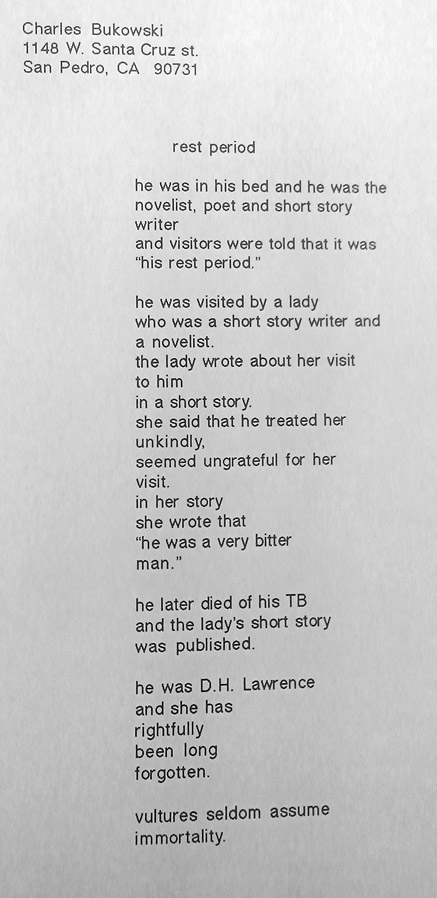 Charles Bukowski
1148 W. Santa Cruz st.
San Pedro, CA 90731
rest period
he was in his bed and he was the
novelist, poet and short story
writer
and visitors were told that it was
“his rest period.”
he was visited by a lady
who was a short story writer and
a novelist.
the lady wrote about her visit
to him
in a short story.
she said that he treated her
unkindly,
seemed ungrateful for her
visit.
in her story
she wrote that
“he was a very bitter
man.”
he later died of his TB
and the lady’s short story
was published.
he was D.H. Lawrence
and she has
rightfully
been long
forgotten.
vultures seldom assume
immortality.